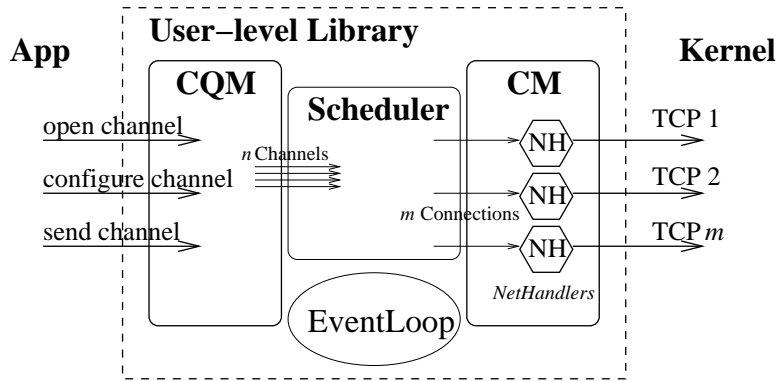 User-level Library
App
Kernel
CQM
Scheduler
CM
open channel
configure channel
send channel
n Channels
m Connections
NH
NH
NH
NetHandlers
TCP 1
TCP 2
TCP m
EventLoop